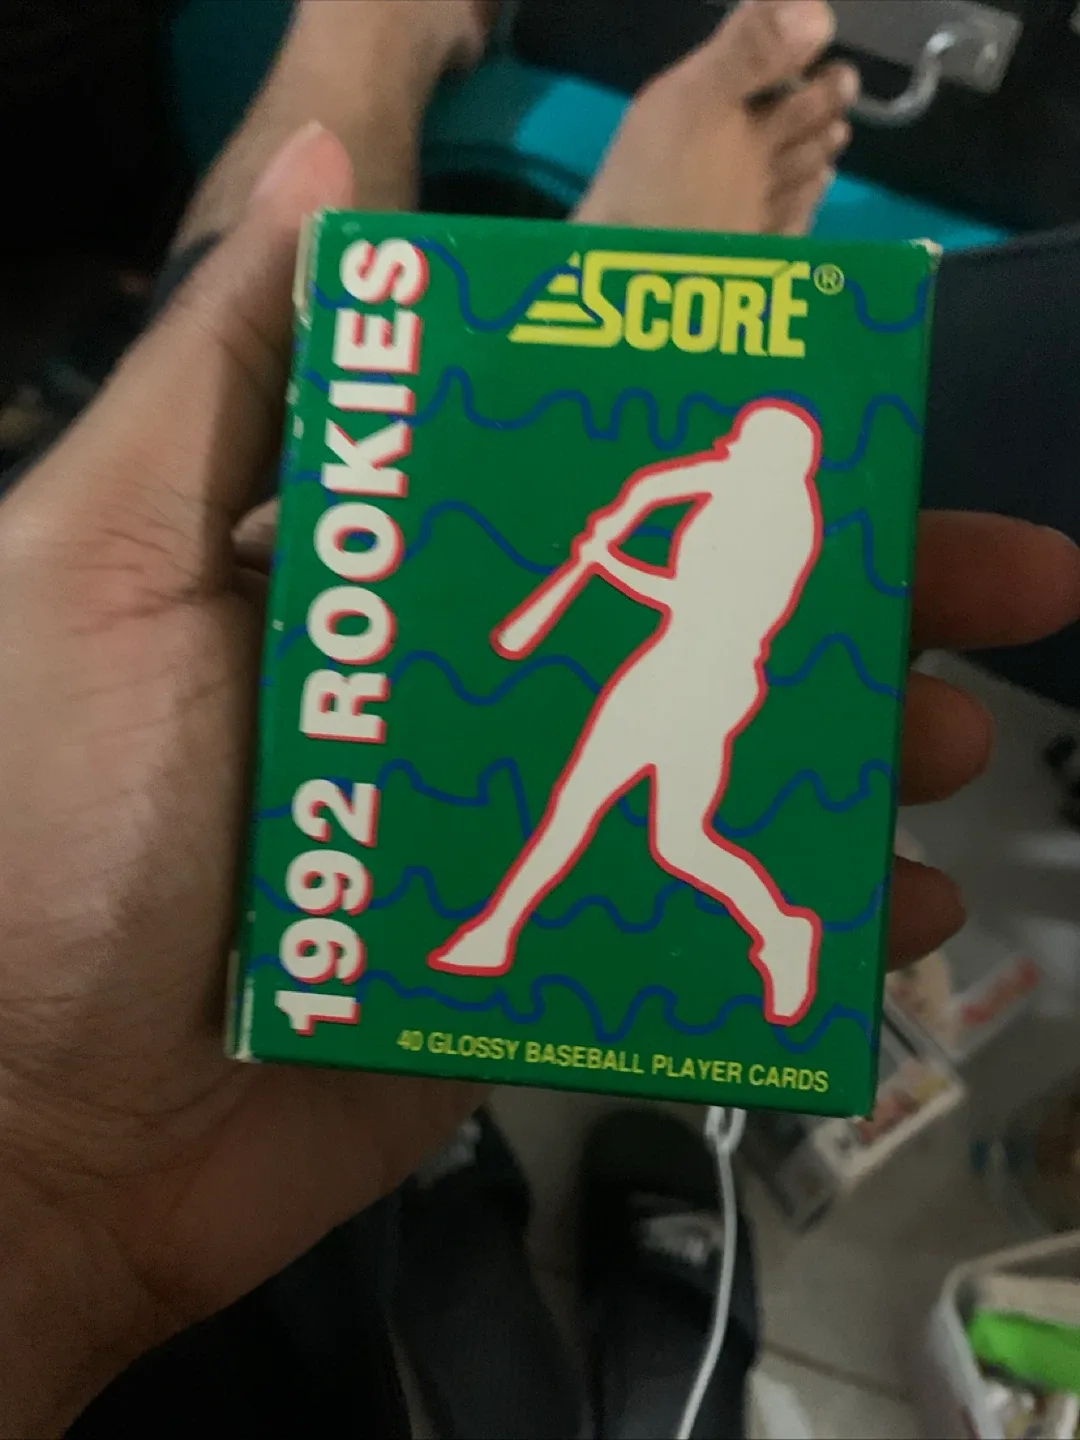 SCORE®
1992 ROOKIES
40 GLOSSY BASEBALL PLAYER CARDS